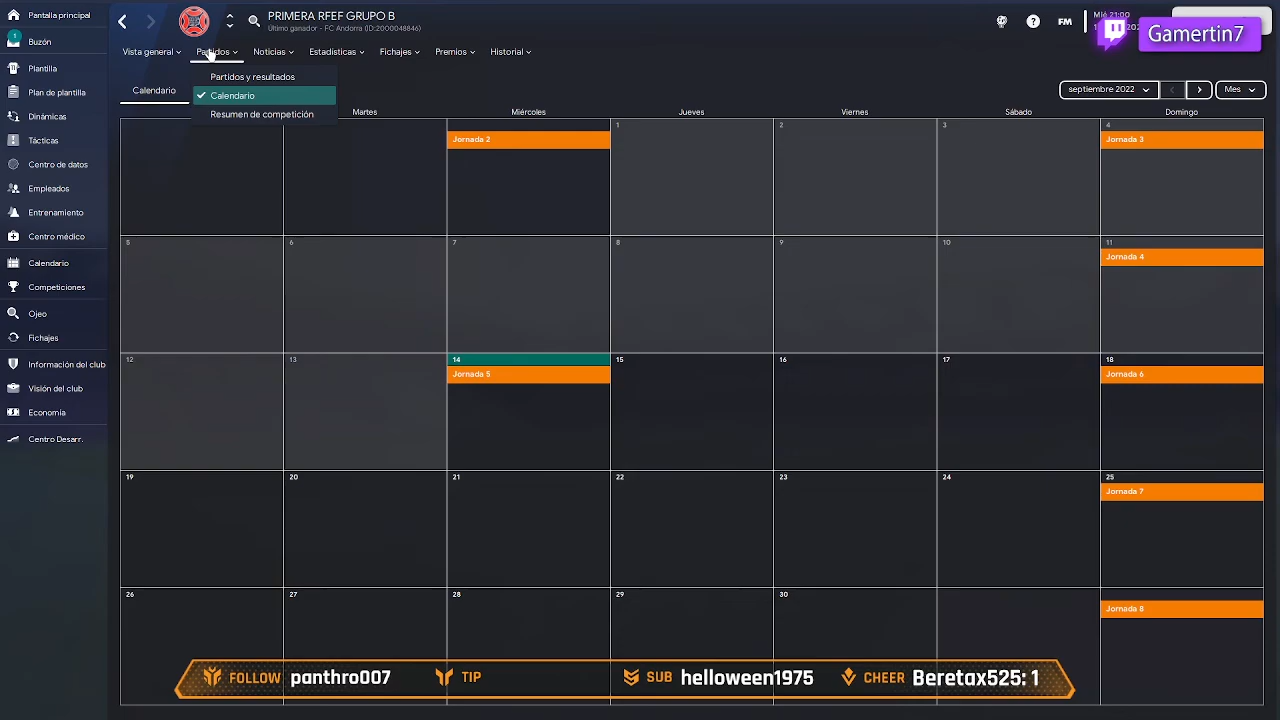 Página principal
PRIMERA RFEF GRUPO B
Último ganador - FC Andorra
FM
Mié 21:00
Gamertin7
1
Buzón
Vista general
Partidos
Noticias
Estadísticas
Fichajes
Premios
Historial
Plantilla
Partidos y resultados
Plan de plantilla
Calendario
Calendario
septiembre 2022
Mes
Resumen de competición
Dinámicas
Martes
Miércoles
Jueves
Viernes
Sábado
Domingo
Tácticas
Centro de datos
Empleados
Entrenamiento
Centro médico
Calendario
Competiciones
Ojeo
Fichajes
Información del club
Visión del club
Economía
Centro Desarr.
Jornada 2
1
2
3
4
Jornada 3
5
6
7
8
9
10
11
Jornada 4
12
13
14
Jornada 5
15
16
17
18
Jornada 6
19
20
21
22
23
24
25
Jornada 7
26
27
28
29
30
Jornada 8
FOLLOW panthro007
TIP
SUB helloween1975
CHEER Beretax525: 1